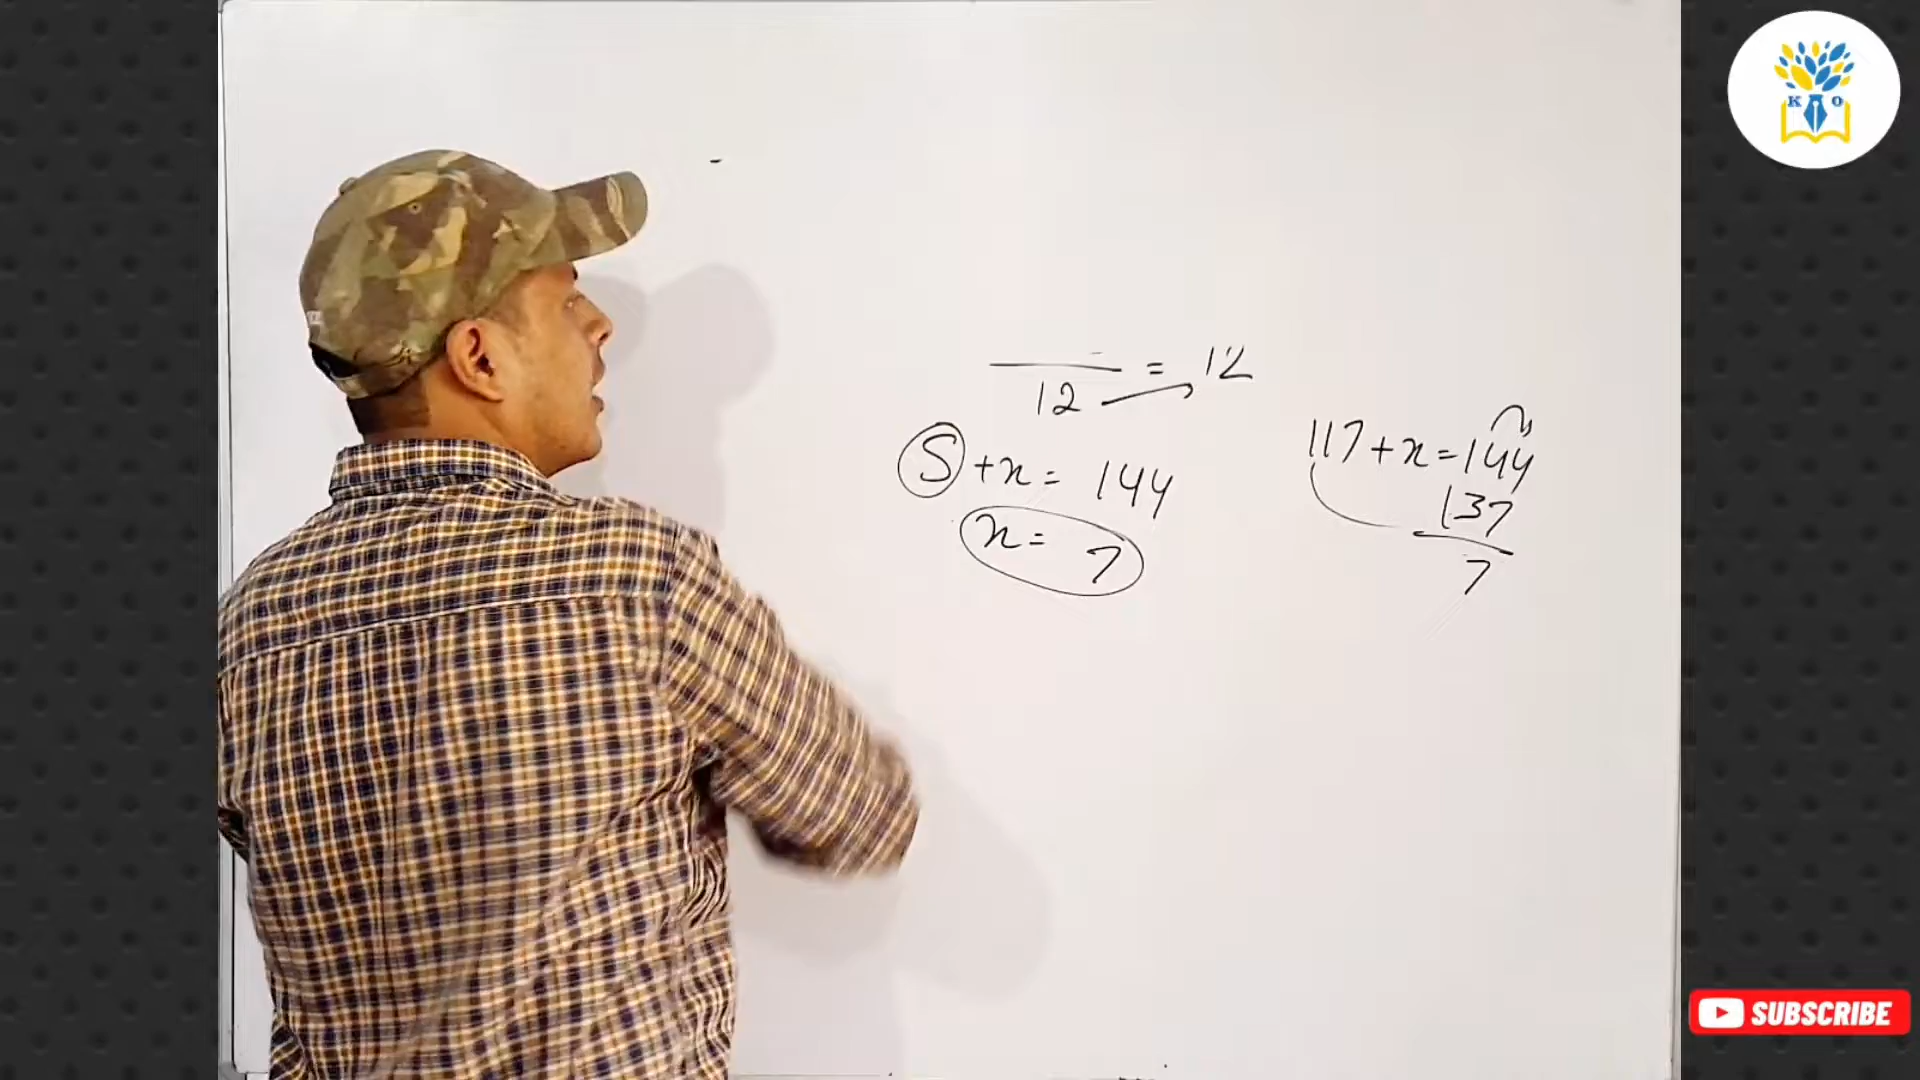 K O
= 12
12
S + x = 144
x = 7
117 + x = 144
137
7
SUBSCRIBE